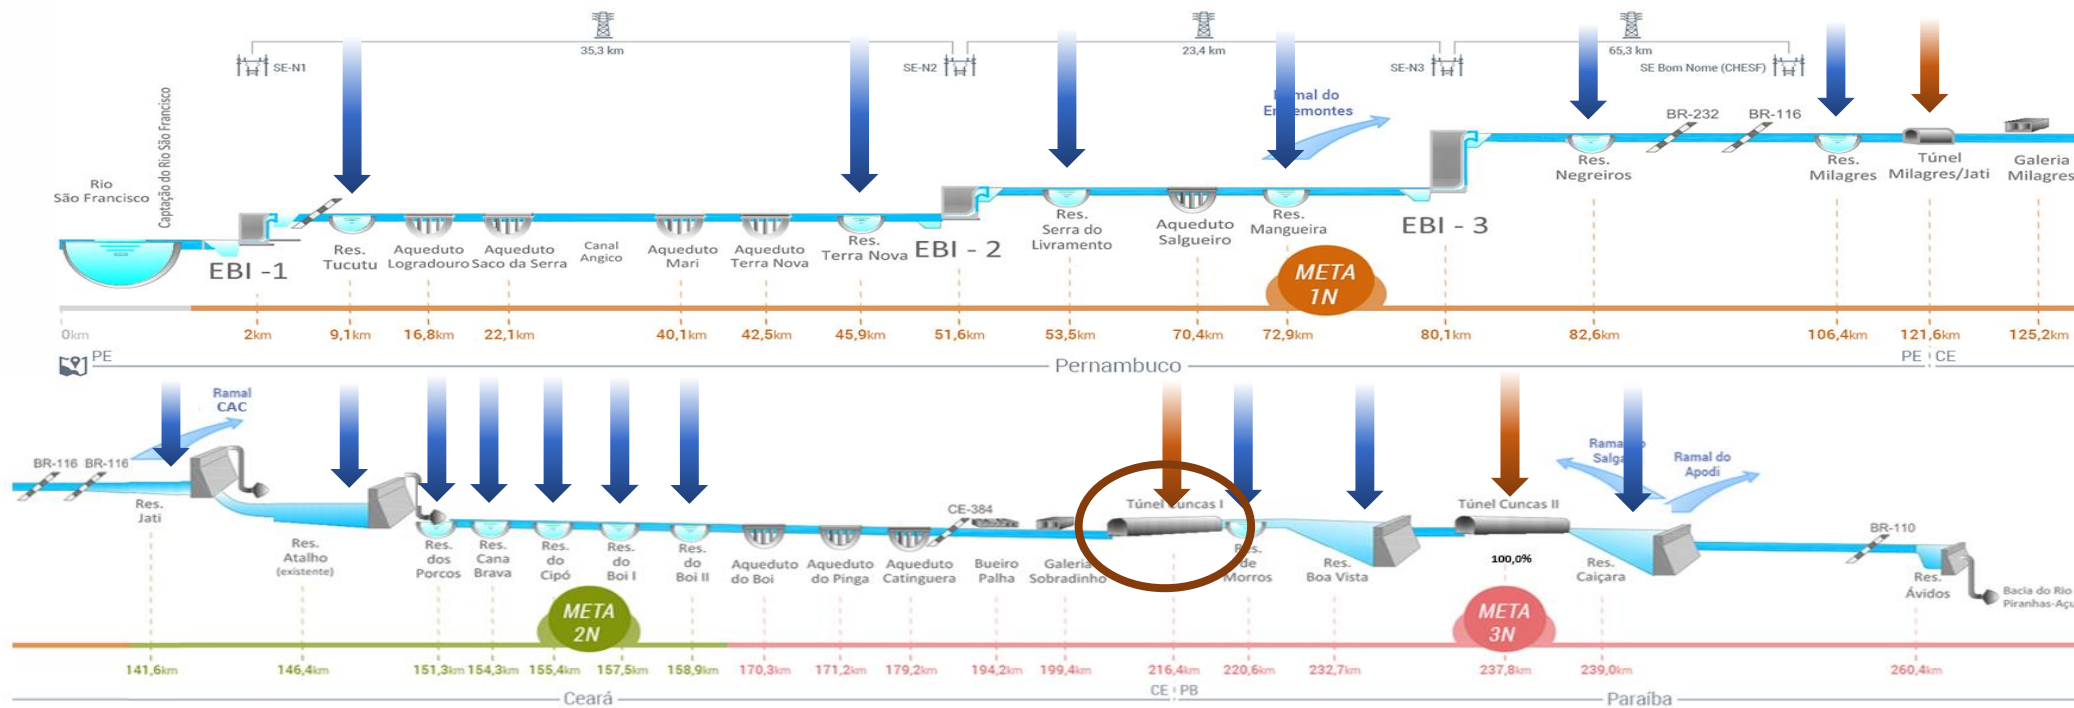 35,3 km
23,4 km
65,3 km
SE-N1
SE-N2
SE-N3
SE Bom Nome (CHESF)
Captação do Rio São Francisco
Rio
São Francisco
EBI -1
Res.
Tucutu
Aqueduto
Logradouro
Aqueduto
Saco da Serra
Canal
Angico
Aqueduto
Mari
Aqueduto
Terra Nova
Res.
Terra Nova
EBI - 2
Res.
Serra do
Livramento
Aqueduto
Salgueiro
Res.
Mangueira
EBI - 3
Res.
Negreiros
BR-232
BR-116
Res.
Milagres
Túnel
Milagres/Jati
Galeria
Milagres
META
1N
0km
2km
9,1km
16,8km
22,1km
40,1km
42,5km
45,9km
51,6km
53,5km
70,4km
72,9km
80,1km
82,6km
106,4km
121,6km
125,2km
PE
Pernambuco
PE CE
Ramal
CAC
BR-116 BR-116
Res.
Jati
Res.
Atalho
(existente)
Res.
dos
Porcos
Res.
Cana
Brava
Res.
do
Cipó
Res.
do
Boi I
Res.
do
Boi II
Aqueduto
do Boi
Aqueduto
do Pinga
Aqueduto
Catinguera
CE-384
Bueiro
Palha
Galeria
Sobradinho
Túnel Cuncas I
Res.
de
Morros
Res.
Boa Vista
Túnel Cuncas II
100,0%
Ramal do
Apodi
Res.
Caiçara
BR-110
Res.
Ávidos
Bacia do Rio
Piranhas-Açu
META
2N
META
3N
141,6km
146,4km
151,3km
154,3km
155,4km
157,5km
158,9km
170,3km
171,2km
179,2km
194,2km
199,4km
216,4km
220,6km
232,7km
237,8km
239,0km
260,4km
Ceará
CE PB
Paraíba